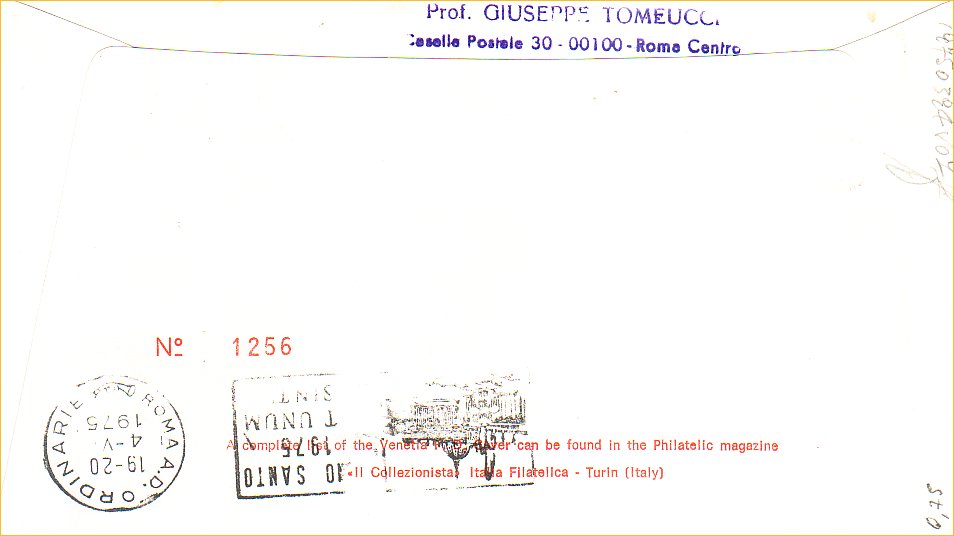 Prof. GIUSEPPE TOMEUCCI
Casella Postale 30 - 00100 - Roma Centro
Nº 1256
A complete list of the Venetia Cover can be found in the Philatelic magazine
«Il Collezionista» Italia Filatelica - Turin (Italy)
ROMA A.D. ORDINARIE
19-20
4-V
1975
10 SANTO
1975
T UNUM
SINT
0,75